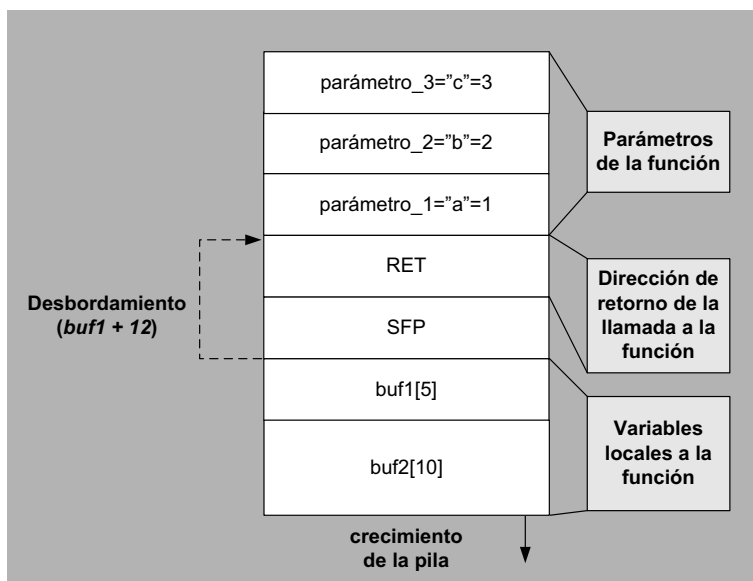 parámetro_3=”c”=3
parámetro_2=”b”=2
parámetro_1=”a”=1
RET
SFP
buf1[5]
buf2[10]
Parámetros
de la función
Dirección de
retorno de la
llamada a la
función
Variables
locales a la
función
Desbordamiento
(buf1 + 12)
crecimiento
de la pila